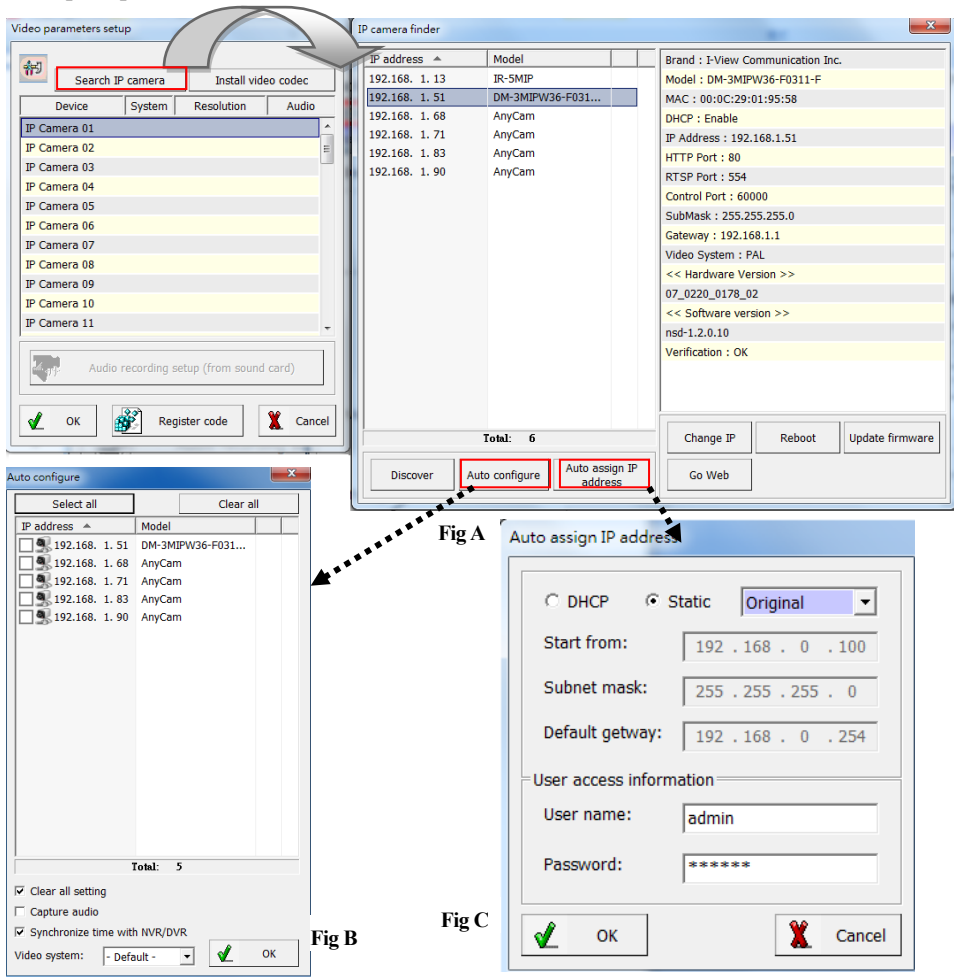 Video parameters setup
Search IP camera
Install video codec
Device System Resolution Audio
IP Camera 01
IP Camera 02
IP Camera 03
IP Camera 04
IP Camera 05
IP Camera 06
IP Camera 07
IP Camera 08
IP Camera 09
IP Camera 10
IP Camera 11
Audio recording setup (from sound card)
OK Register code Cancel
IP camera finder
IP address Model
192.168. 1. 13 IR-5MIP
192.168. 1. 51 DM-3MIPW36-F031...
192.168. 1. 68 AnyCam
192.168. 1. 71 AnyCam
192.168. 1. 83 AnyCam
192.168. 1. 90 AnyCam
Total: 6
Brand : I-View Communication Inc.
Model : DM-3MIPW36-F0311-F
MAC : 00:0C:29:01:95:58
DHCP : Enable
IP Address : 192.168.1.51
HTTP Port : 80
RTSP Port : 554
Control Port : 60000
SubMask : 255.255.255.0
Gateway : 192.168.1.1
Video System : PAL
<< Hardware Version >>
07_0220_0178_02
<< Software version >>
nsd-1.2.0.10
Verification : OK
Change IP Reboot Update firmware
Discover Auto configure Auto assign IP
address
Go Web
Fig A
Auto configure
Select all Clear all
IP address Model
192.168. 1. 51 DM-3MIPW36-F031...
192.168. 1. 68 AnyCam
192.168. 1. 71 AnyCam
192.168. 1. 83 AnyCam
192.168. 1. 90 AnyCam
Total: 5
Clear all setting
Capture audio
Synchronize time with NVR/DVR
Video system: - Default - OK
Fig B
Auto assign IP address
DHCP Static Original
Start from: 192 . 168 . 0 . 100
Subnet mask: 255 . 255 . 255 . 0
Default getway: 192 . 168 . 0 . 254
User access information
User name: admin
Password: ******
OK Cancel
Fig C